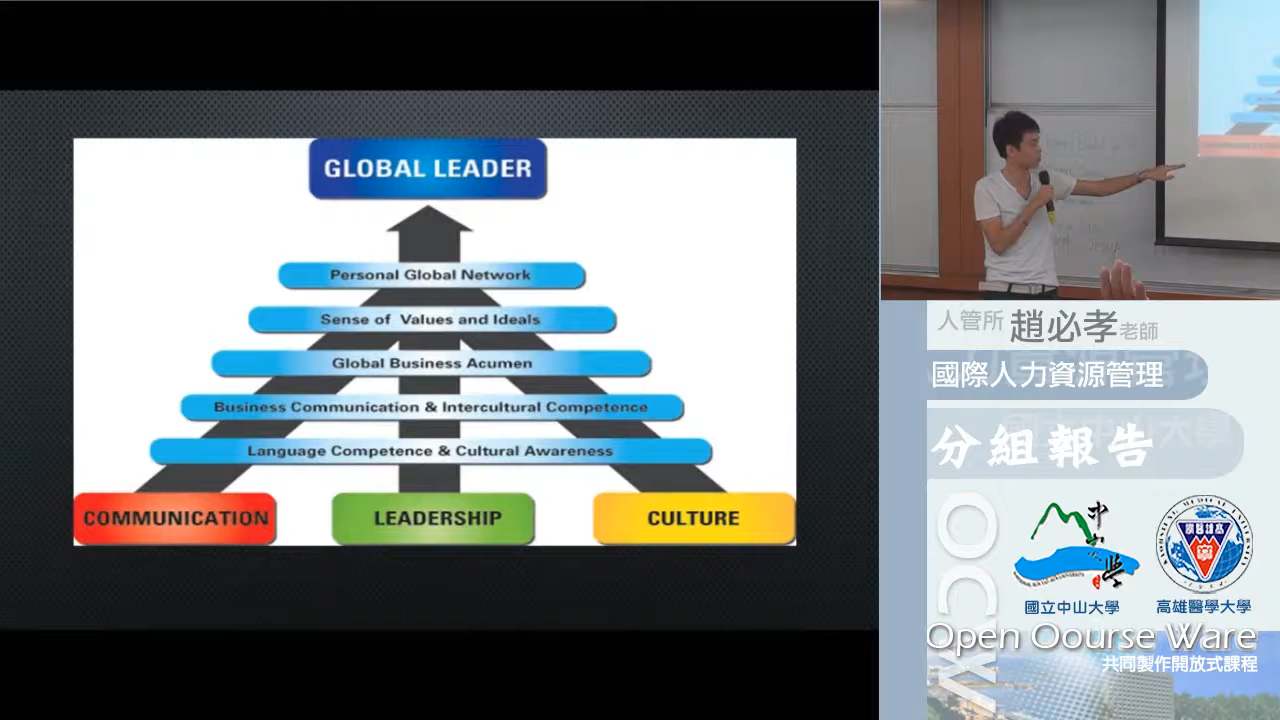 GLOBAL LEADER
Personal Global Network
Sense of Values and Ideals
Global Business Acumen
Business Communication & Intercultural Competence
Language Competence & Cultural Awareness
COMMUNICATION
LEADERSHIP
CULTURE
人管所 趙必孝老師
國際人力資源管理
分組報告
OCW
國立中山大學
高雄醫學大學
Open Oourse Ware
共同製作開放式課程